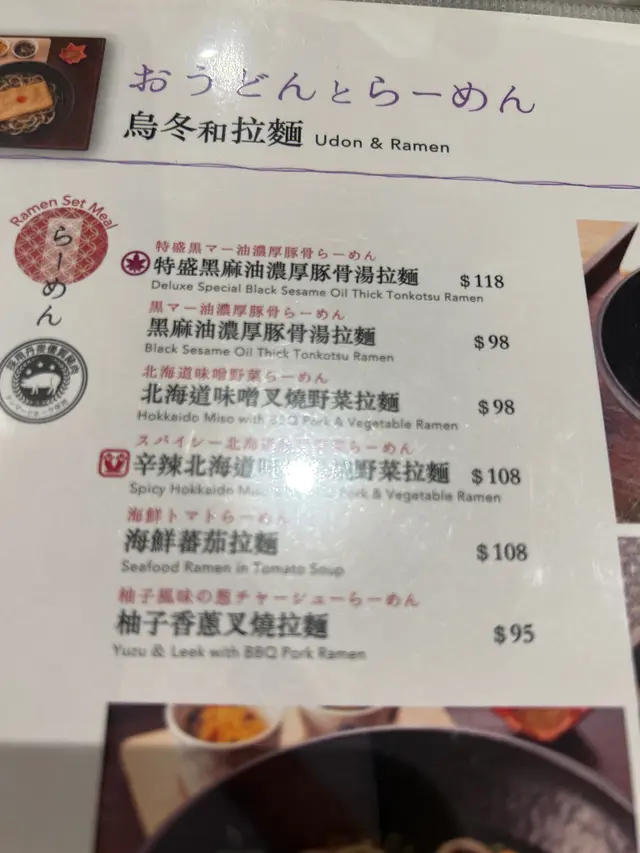 おうどんとらーめん
烏冬和拉麵 Udon & Ramen
Ramen Set Meal
らーめん
特盛黒マー油濃厚豚骨らーめん
特盛黑麻油濃厚豚骨湯拉麵 $118
Deluxe Special Black Sesame Oil Thick Tonkotsu Ramen
黒マー油濃厚豚骨らーめん
黑麻油濃厚豚骨湯拉麵 $98
Black Sesame Oil Thick Tonkotsu Ramen
北海道味噌野菜らーめん
北海道味噌叉燒野菜拉麵 $98
Hokkaido Miso with BBQ Pork & Vegetable Ramen
スパイシー北海道野菜らーめん
辛辣北海道野菜拉麵 $108
Spicy Hokkaido Pork & Vegetable Ramen
海鮮トマトらーめん
海鮮蕃茄拉麵 $108
Seafood Ramen in Tomato Soup
柚子風味の葱チャーシューらーめん
柚子香蔥叉燒拉麵 $95
Yuzu & Leek with BBQ Pork Ramen